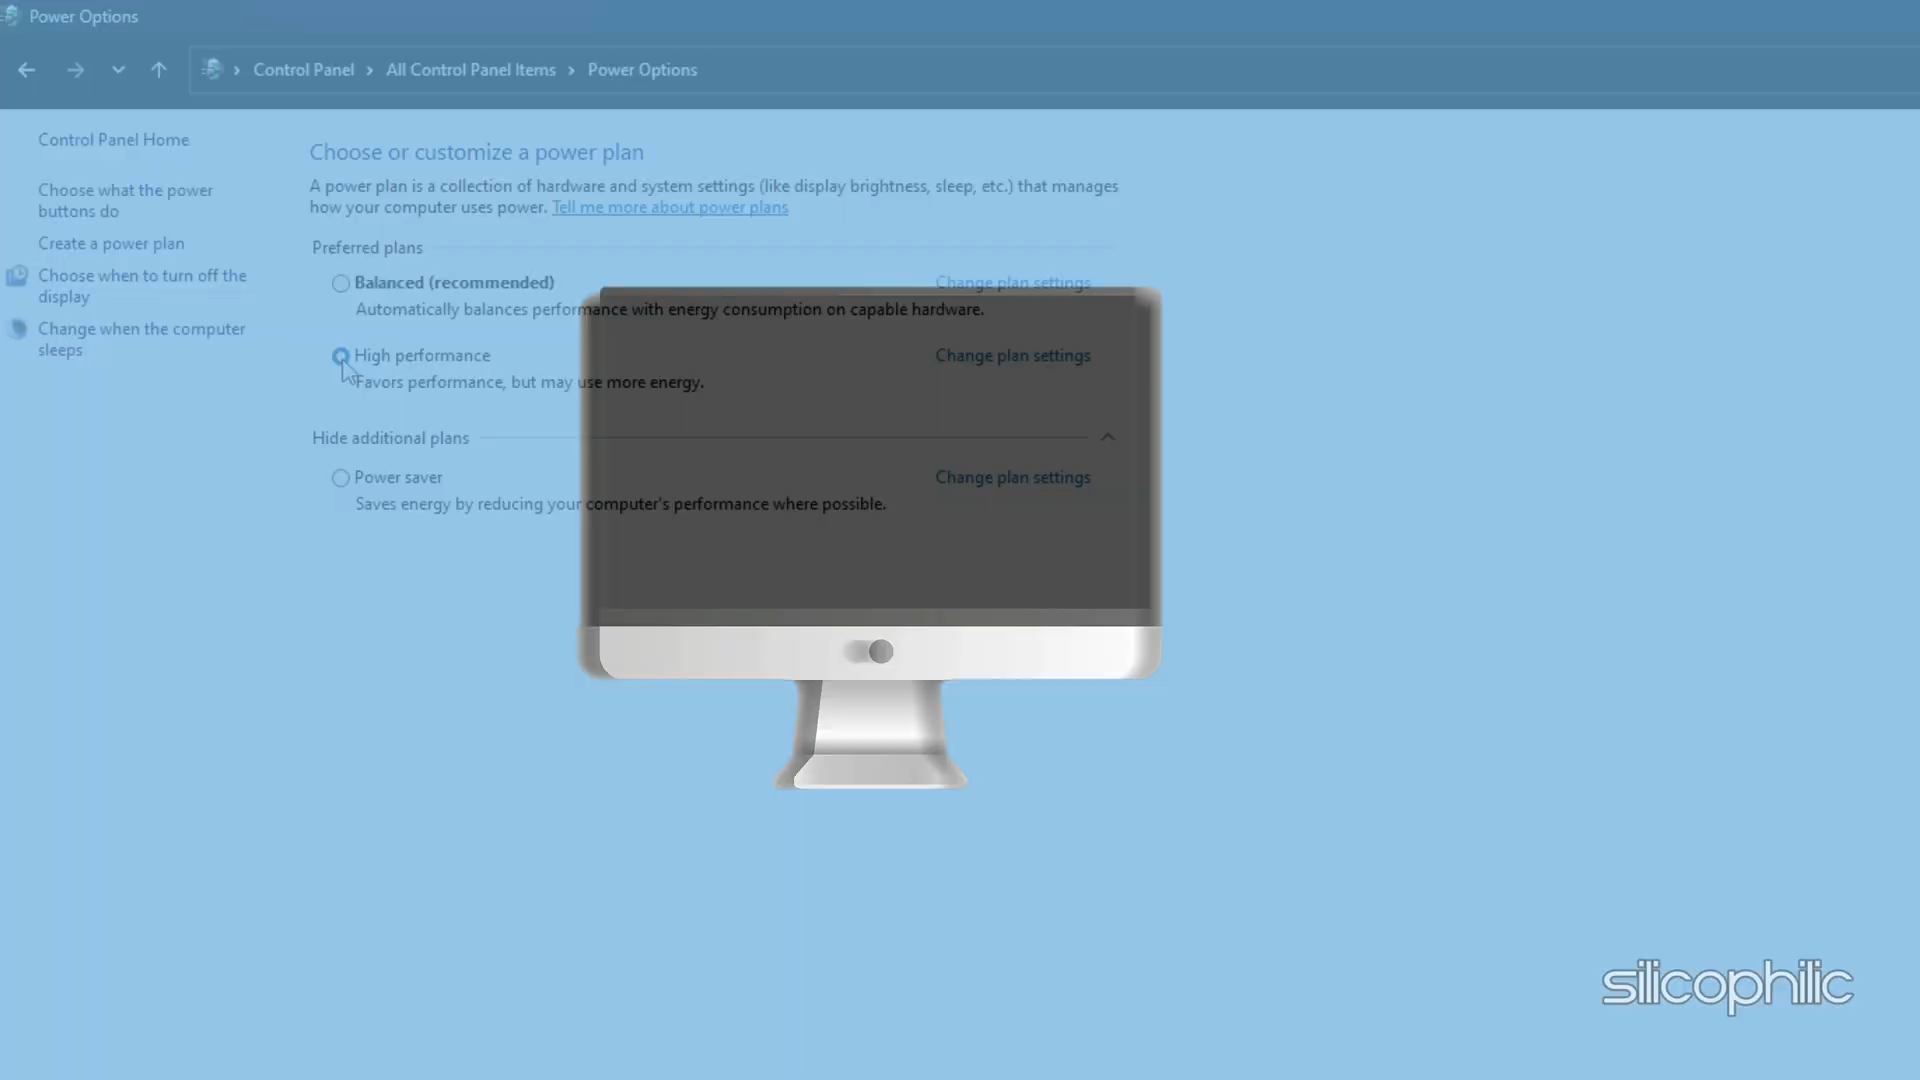 Power Options
Control Panel > All Control Panel Items > Power Options
Control Panel Home
Choose what the power
buttons do
Create a power plan
Choose when to turn off the
display
Change when the computer
sleeps
Choose or customize a power plan
A power plan is a collection of hardware and system settings (like display brightness, sleep, etc.) that manages
how your computer uses power. Tell me more about power plans
Preferred plans
Balanced (recommended) Change plan settings
Automatically balances performance with energy consumption on capable hardware.
High performance Change plan settings
Favors performance, but may use more energy.
Hide additional plans
Power saver Change plan settings
Saves energy by reducing your computer's performance where possible.
silicophilic